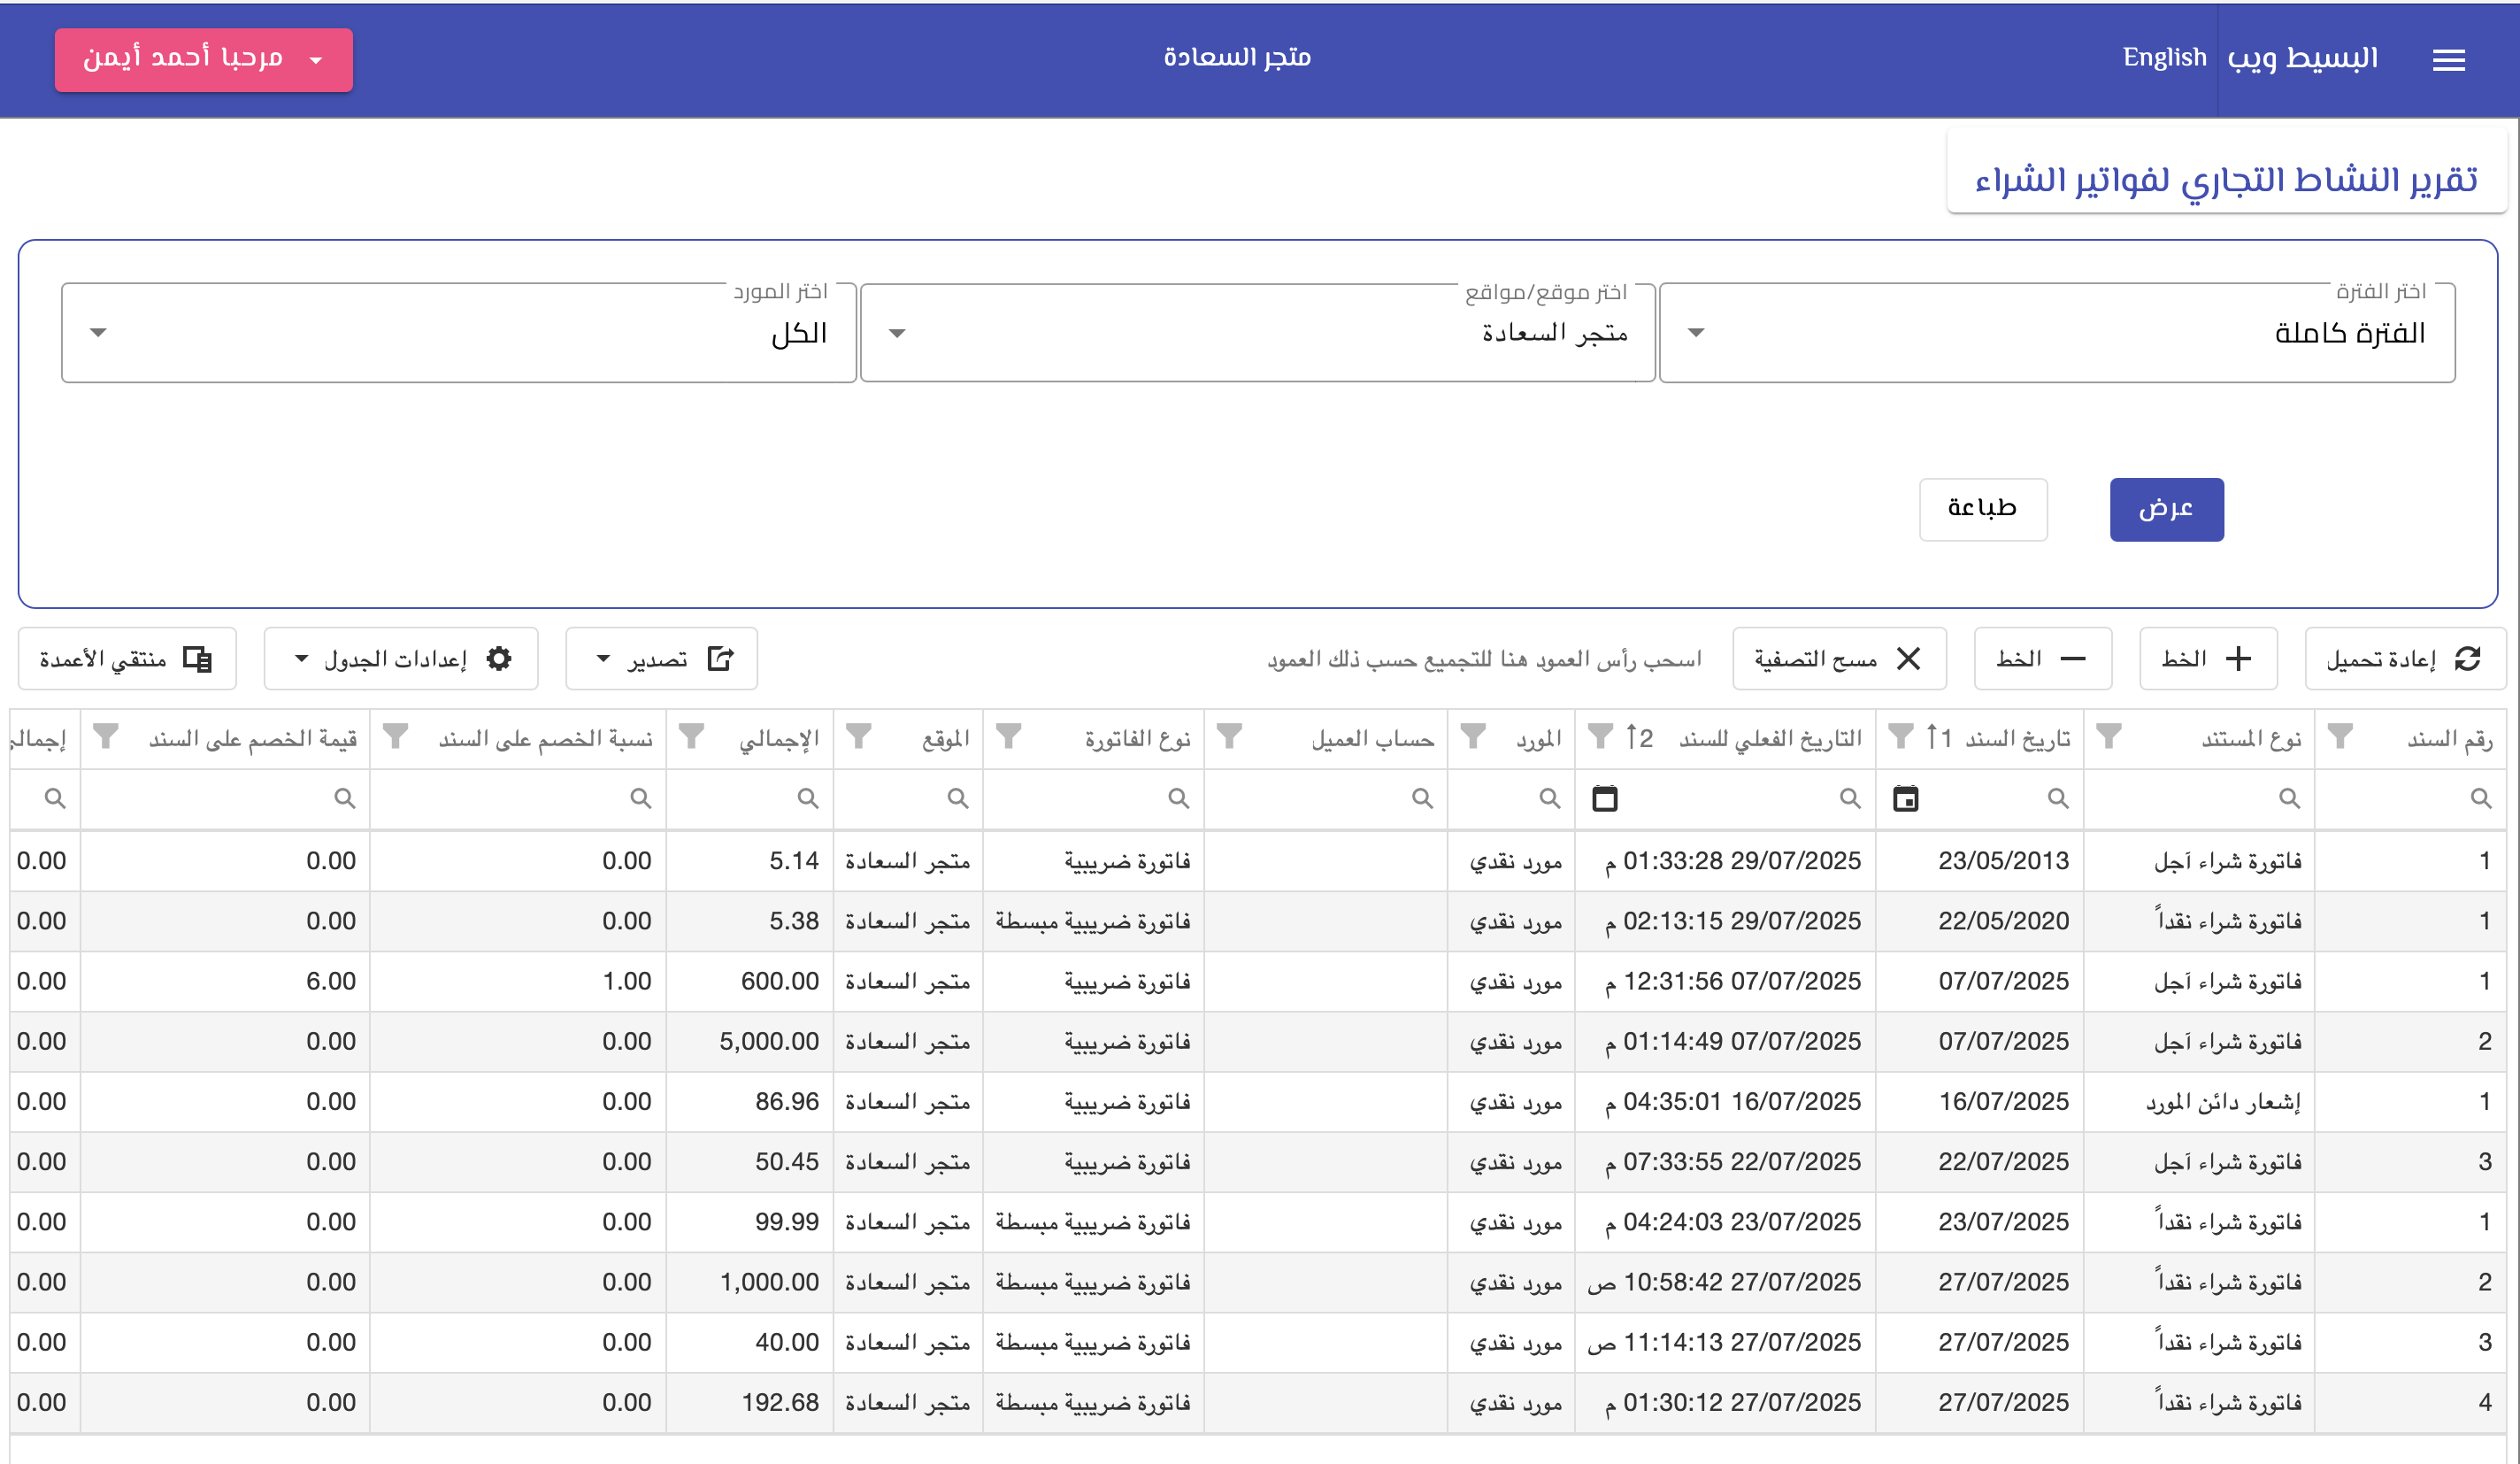 البسيط ويب English متجر السعادة مرحبا أحمد أيمن
تقرير النشاط التجاري لفواتير الشراء
اختر الفترة اختر موقع/مواقع اختر المورد
الفترة كاملة متجر السعادة الكل
عرض طباعة
إعادة تحميل الخط الخط مسح التصفية اسحب رأس العمود هنا للتجميع حسب ذلك العمود تصدير إعدادات الجدول منتقي الأعمدة
رقم السند نوع المستند تاريخ السند 1 التاريخ الفعلي للسند 2 المورد حساب العميل نوع الفاتورة الموقع الإجمالي نسبة الخصم على السند قيمة الخصم على السند إجمالي
1 فاتورة شراء آجل 23/05/2013 29/07/2025 01:33:28 م مورد نقدي فاتورة ضريبية متجر السعادة 5.14 0.00 0.00 0.00
1 فاتورة شراء نقداً 22/05/2020 29/07/2025 02:13:15 م مورد نقدي فاتورة ضريبية مبسطة متجر السعادة 5.38 0.00 0.00 0.00
1 فاتورة شراء آجل 07/07/2025 07/07/2025 12:31:56 م مورد نقدي فاتورة ضريبية متجر السعادة 600.00 1.00 6.00 0.00
2 فاتورة شراء آجل 07/07/2025 07/07/2025 01:14:49 م مورد نقدي فاتورة ضريبية متجر السعادة 5,000.00 0.00 0.00 0.00
1 إشعار دائن المورد 16/07/2025 16/07/2025 04:35:01 م مورد نقدي فاتورة ضريبية متجر السعادة 86.96 0.00 0.00 0.00
3 فاتورة شراء آجل 22/07/2025 22/07/2025 07:33:55 م مورد نقدي فاتورة ضريبية متجر السعادة 50.45 0.00 0.00 0.00
1 فاتورة شراء نقداً 23/07/2025 23/07/2025 04:24:03 م مورد نقدي فاتورة ضريبية مبسطة متجر السعادة 99.99 0.00 0.00 0.00
2 فاتورة شراء نقداً 27/07/2025 27/07/2025 10:58:42 ص مورد نقدي فاتورة ضريبية مبسطة متجر السعادة 1,000.00 0.00 0.00 0.00
3 فاتورة شراء نقداً 27/07/2025 27/07/2025 11:14:13 ص مورد نقدي فاتورة ضريبية مبسطة متجر السعادة 40.00 0.00 0.00 0.00
4 فاتورة شراء نقداً 27/07/2025 27/07/2025 01:30:12 م مورد نقدي فاتورة ضريبية مبسطة متجر السعادة 192.68 0.00 0.00 0.00